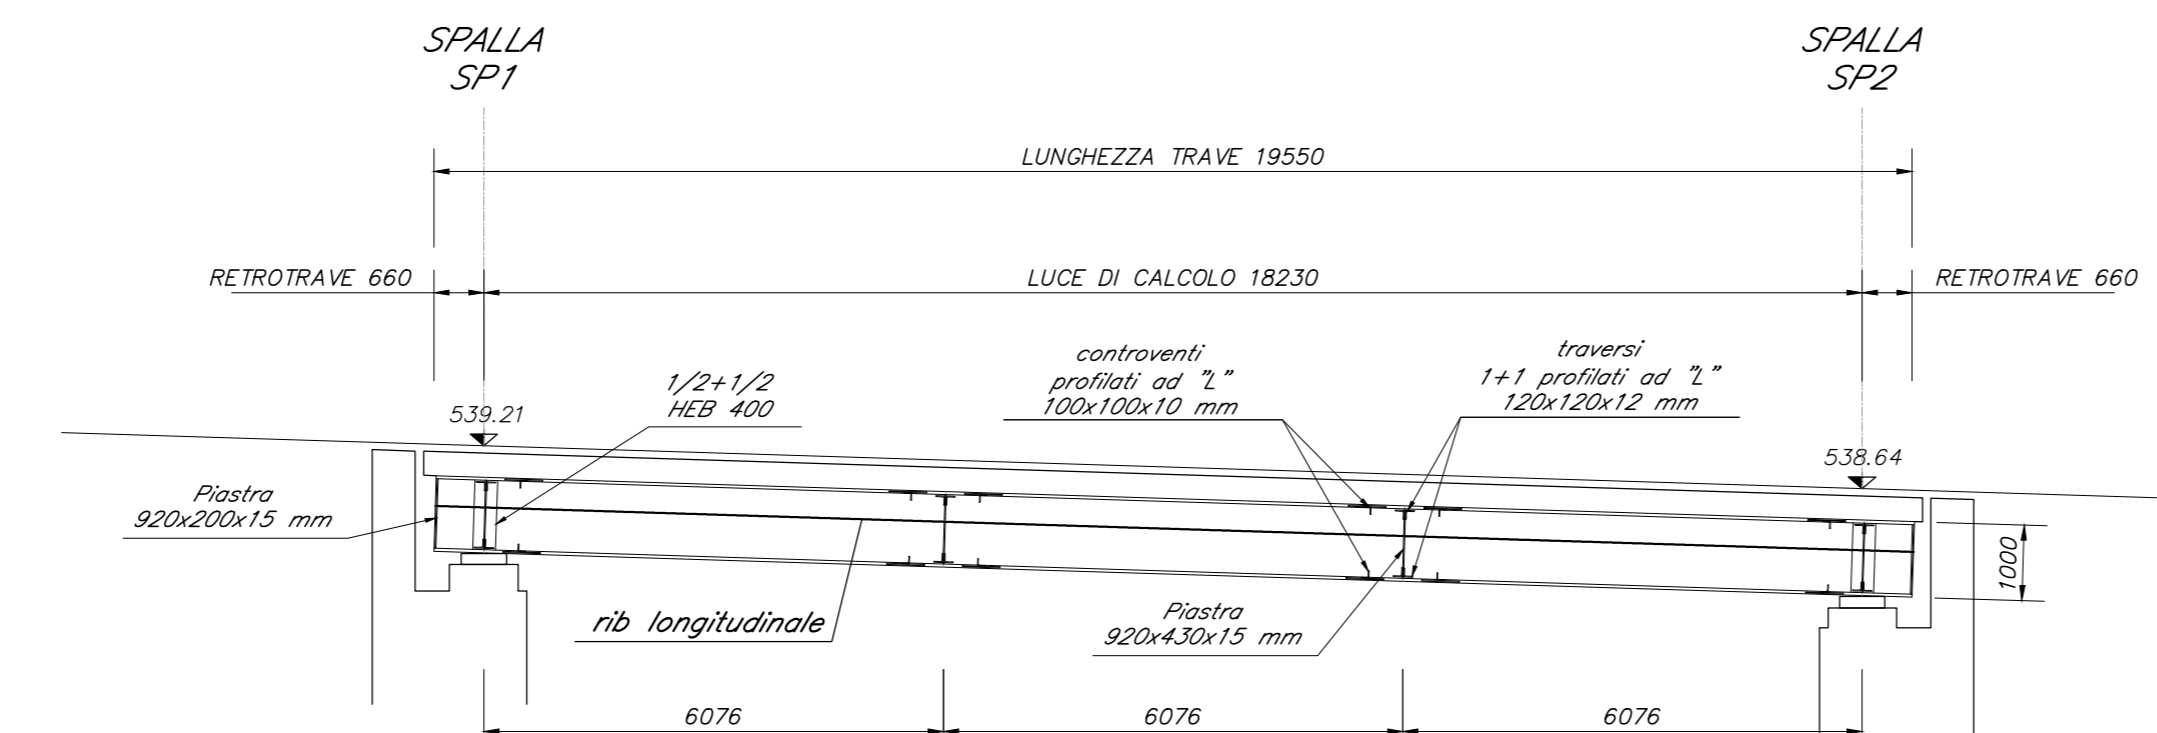 SPALLA
SP1
SPALLA
SP2
LUNGHEZZA TRAVE 19550
RETROTRAVE 660
LUCE DI CALCOLO 18230
RETROTRAVE 660
1/2+1/2
HEB 400
controventi
profilati ad "L"
100x100x10 mm
traversi
1+1 profilati ad "L"
120x120x12 mm
539.21
538.64
Piastra
920x200x15 mm
1000
rib longitudinale
Piastra
920x430x15 mm
6076
6076
6076